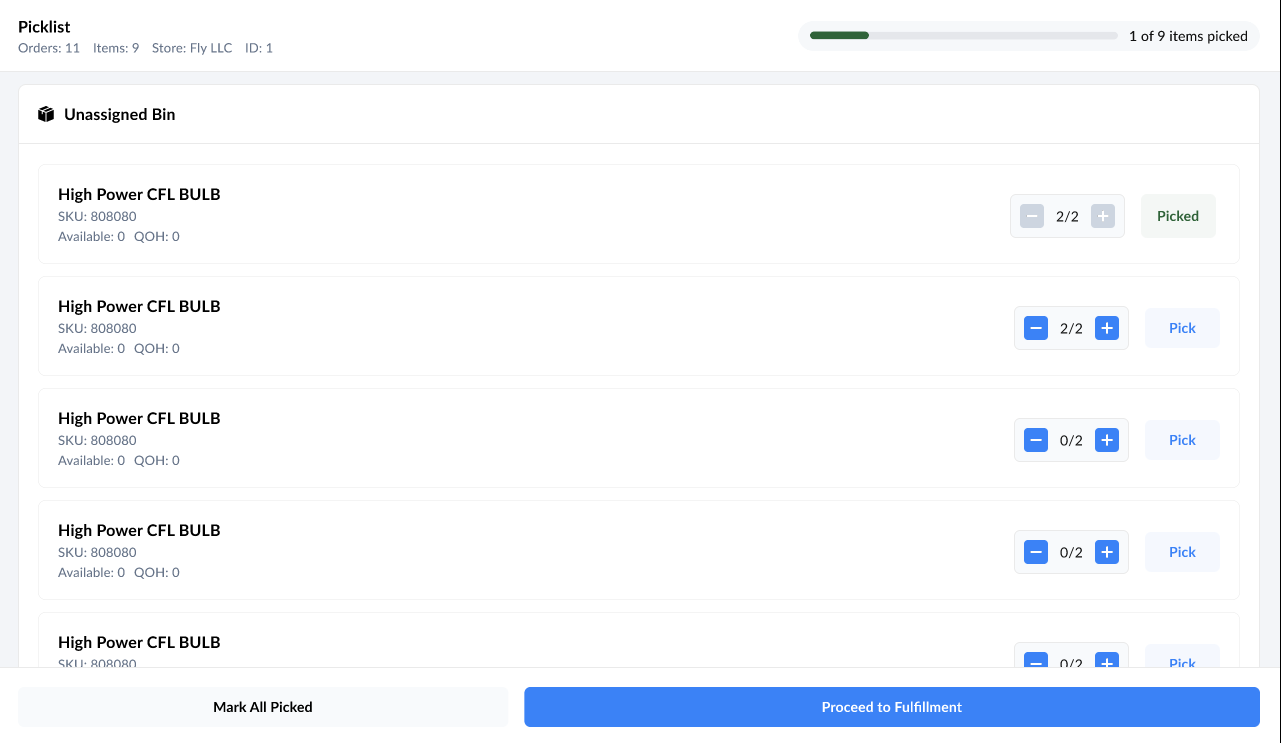 Picklist
Orders: 11 Items: 9 Store: Fly LLC ID: 1
1 of 9 items picked
Unassigned Bin
High Power CFL BULB
SKU: 808080
Available: 0 QOH: 0
2/2
Picked
High Power CFL BULB
SKU: 808080
Available: 0 QOH: 0
2/2
Pick
High Power CFL BULB
SKU: 808080
Available: 0 QOH: 0
0/2
Pick
High Power CFL BULB
SKU: 808080
Available: 0 QOH: 0
0/2
Pick
High Power CFL BULB
SKU: 808080
0/2
Pick
Mark All Picked
Proceed to Fulfillment